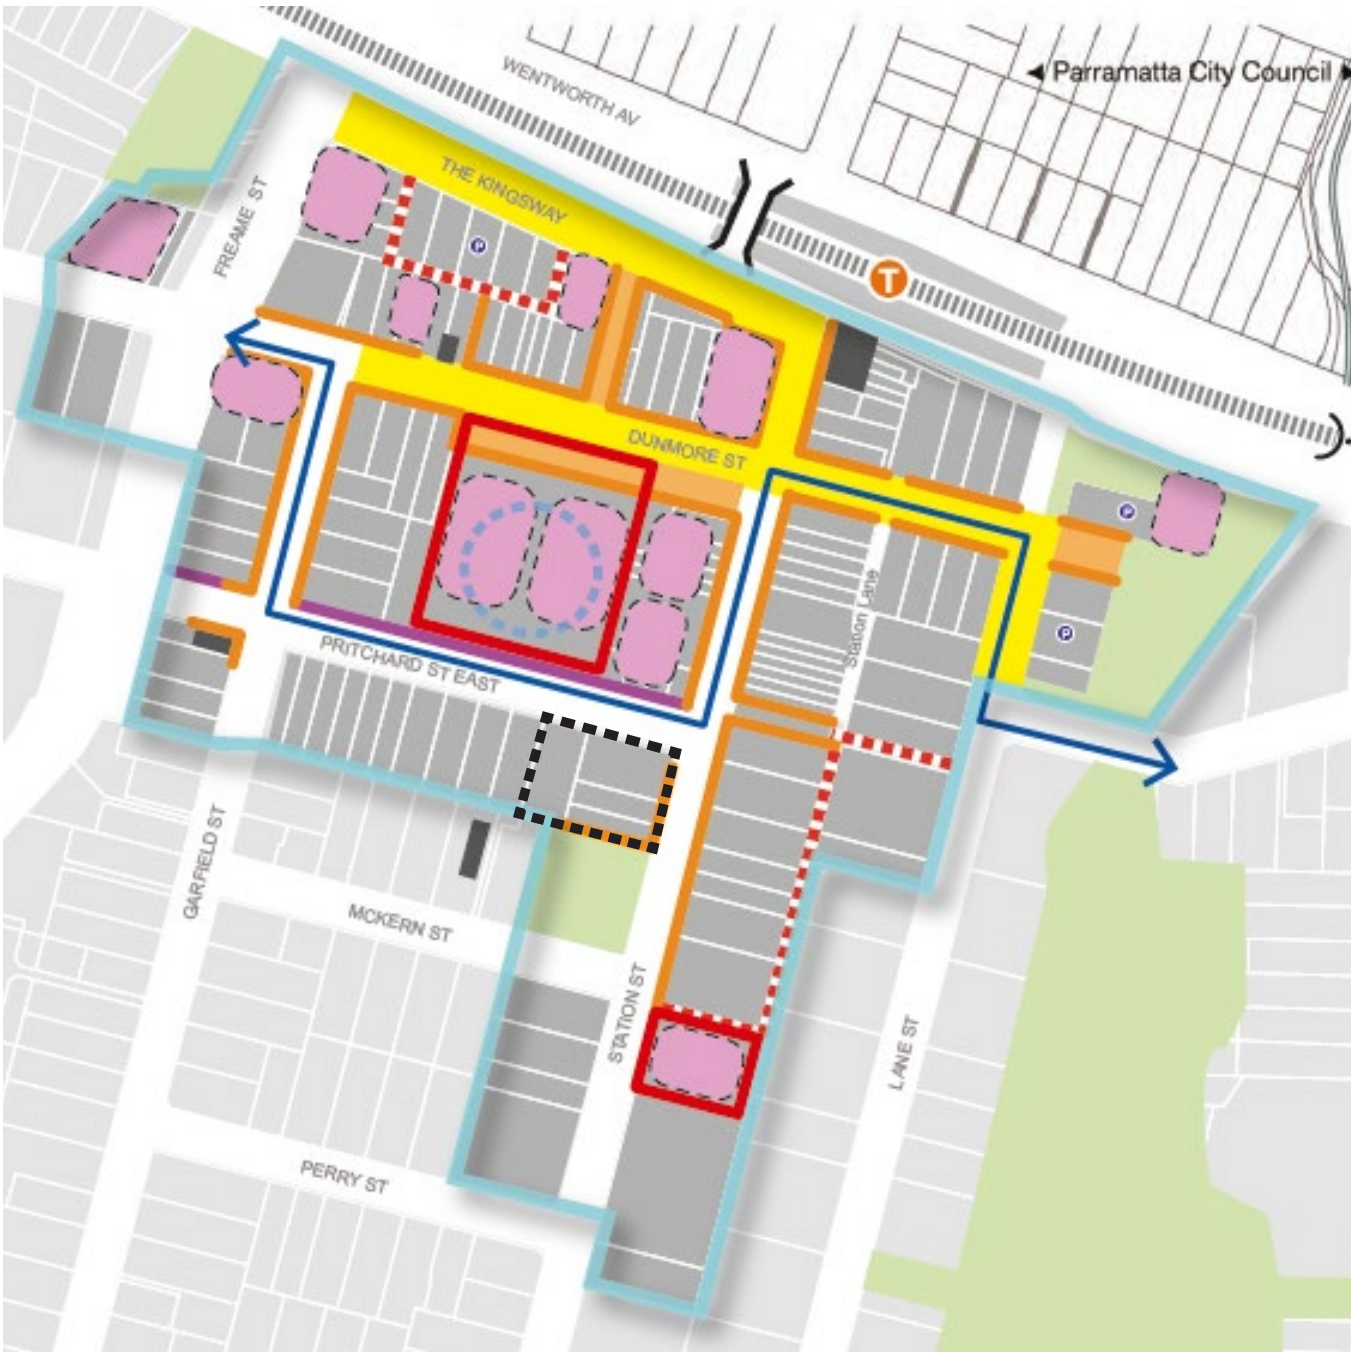 WENTWORTH AV
Parramatta City Council
THE KINGSWAY
FREAME ST
P
T
DUNMORE ST
P
Station Lane
P
PRITCHARD ST EAST
GARFIELD ST
MCKERN ST
STATION ST
LANE ST
PERRY ST